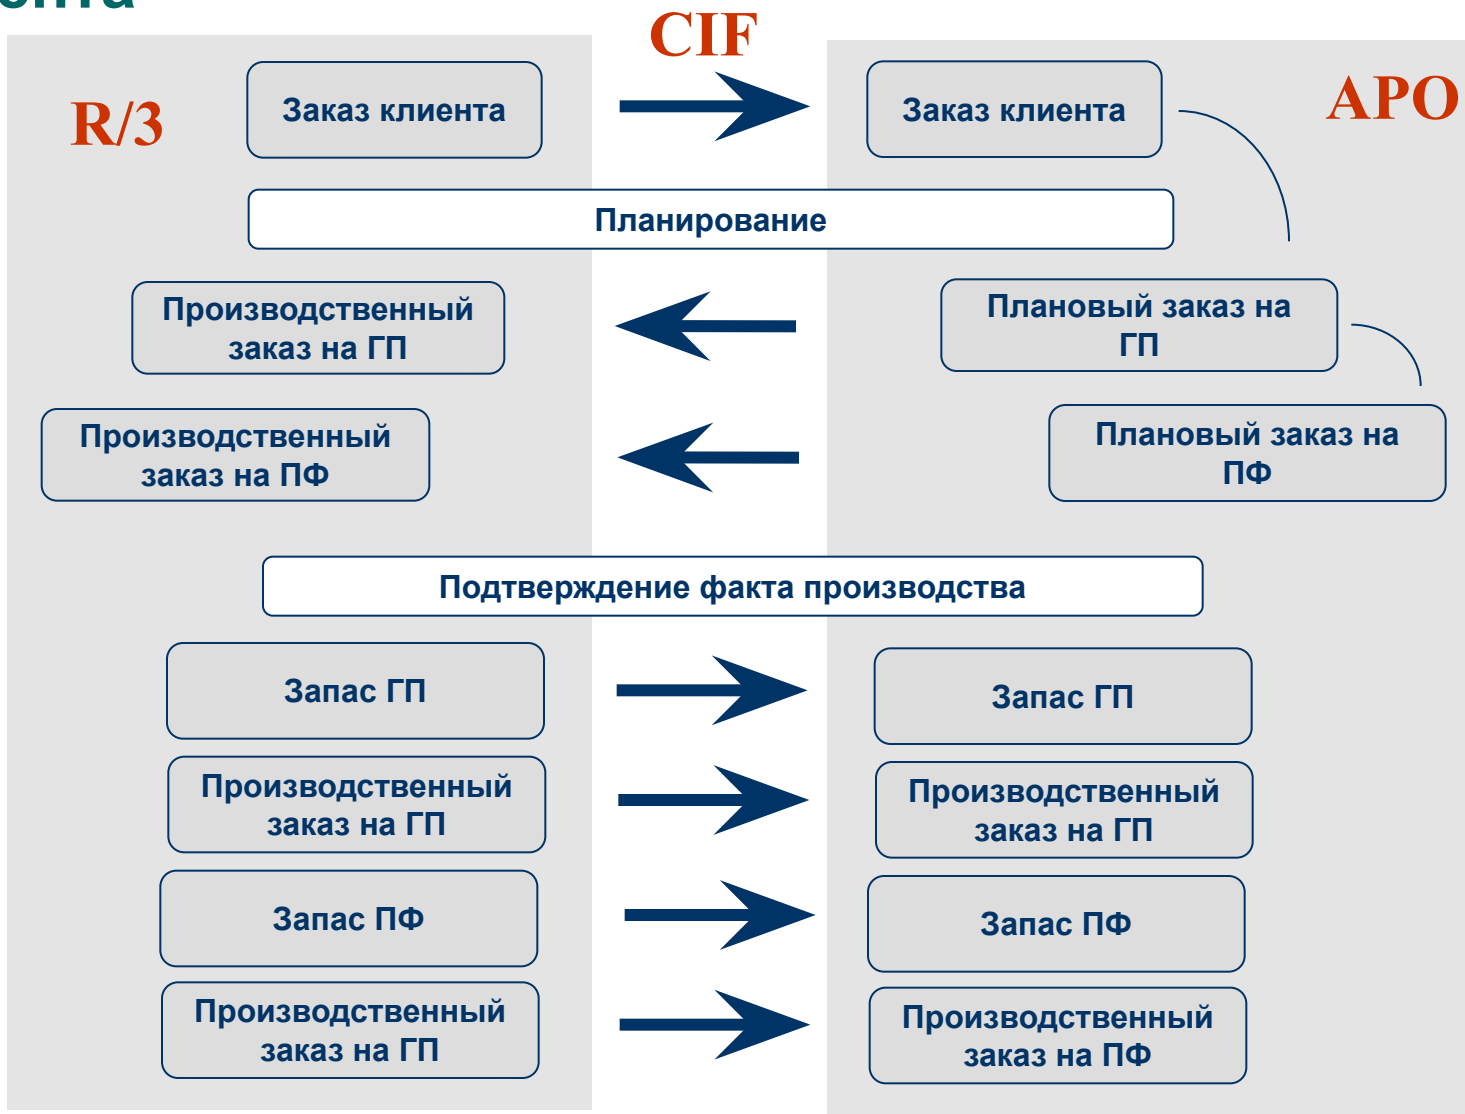 CIF
R/3
APO
Заказ клиента
Заказ клиента
Планирование
Производственный
заказ на ГП
Плановый заказ на
ГП
Производственный
заказ на ПФ
Плановый заказ на
ПФ
Подтверждение факта производства
Запас ГП
Запас ГП
Производственный
заказ на ГП
Производственный
заказ на ГП
Запас ПФ
Запас ПФ
Производственный
заказ на ГП
Производственный
заказ на ПФ